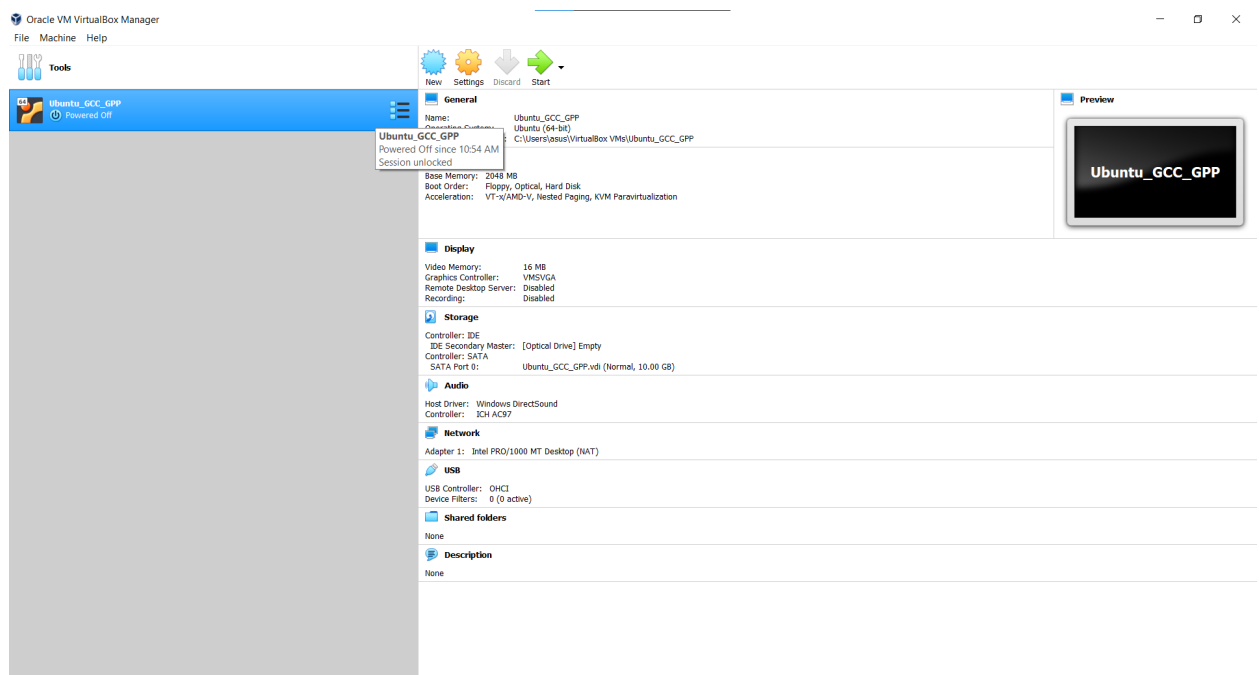 Oracle VM VirtualBox Manager
File Machine Help
Tools
New Settings Discard Start
64
Ubuntu_GCC_GPP
Powered Off
Ubuntu_GCC_GPP
Powered Off since 10:54 AM
Session unlocked
General
Name: Ubuntu_GCC_GPP
Operating System: Ubuntu (64-bit)
: C:\Users\asus\VirtualBox VMs\Ubuntu_GCC_GPP
Base Memory: 2048 MB
Boot Order: Floppy, Optical, Hard Disk
Acceleration: VT-x/AMD-V, Nested Paging, KVM Paravirtualization
Preview
Ubuntu_GCC_GPP
Display
Video Memory: 16 MB
Graphics Controller: VMSVGA
Remote Desktop Server: Disabled
Recording: Disabled
Storage
Controller: IDE
IDE Secondary Master: [Optical Drive] Empty
Controller: SATA
SATA Port 0: Ubuntu_GCC_GPP.vdi (Normal, 10.00 GB)
Audio
Host Driver: Windows DirectSound
Controller: ICH AC97
Network
Adapter 1: Intel PRO/1000 MT Desktop (NAT)
USB
USB Controller: OHCI
Device Filters: 0 (0 active)
Shared folders
None
Description
None